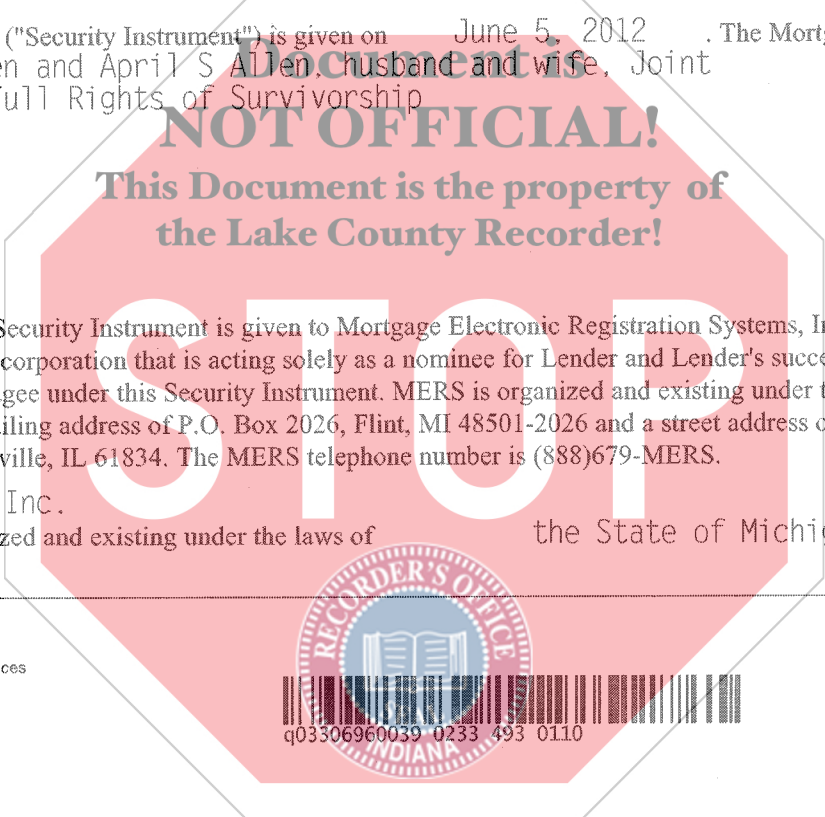 ("Security Instrument") is given on June 5, 2012 . The Mortg
en and April S Allen, husband and wife, Joint
Full Rights of Survivorship
Document is
NOT OFFICIAL!
This Document is the property of
the Lake County Recorder!
STOP
Security Instrument is given to Mortgage Electronic Registration Systems, In
corporation that is acting solely as a nominee for Lender and Lender's succe
gee under this Security Instrument. MERS is organized and existing under t
iling address of P.O. Box 2026, Flint, MI 48501-2026 and a street address o
ville, IL 61834. The MERS telephone number is (888)679-MERS.
Inc.
zed and existing under the laws of the State of Michig
RECORDER'S OFFICE
INDIANA
ces
q03306960039 0233 493 0110